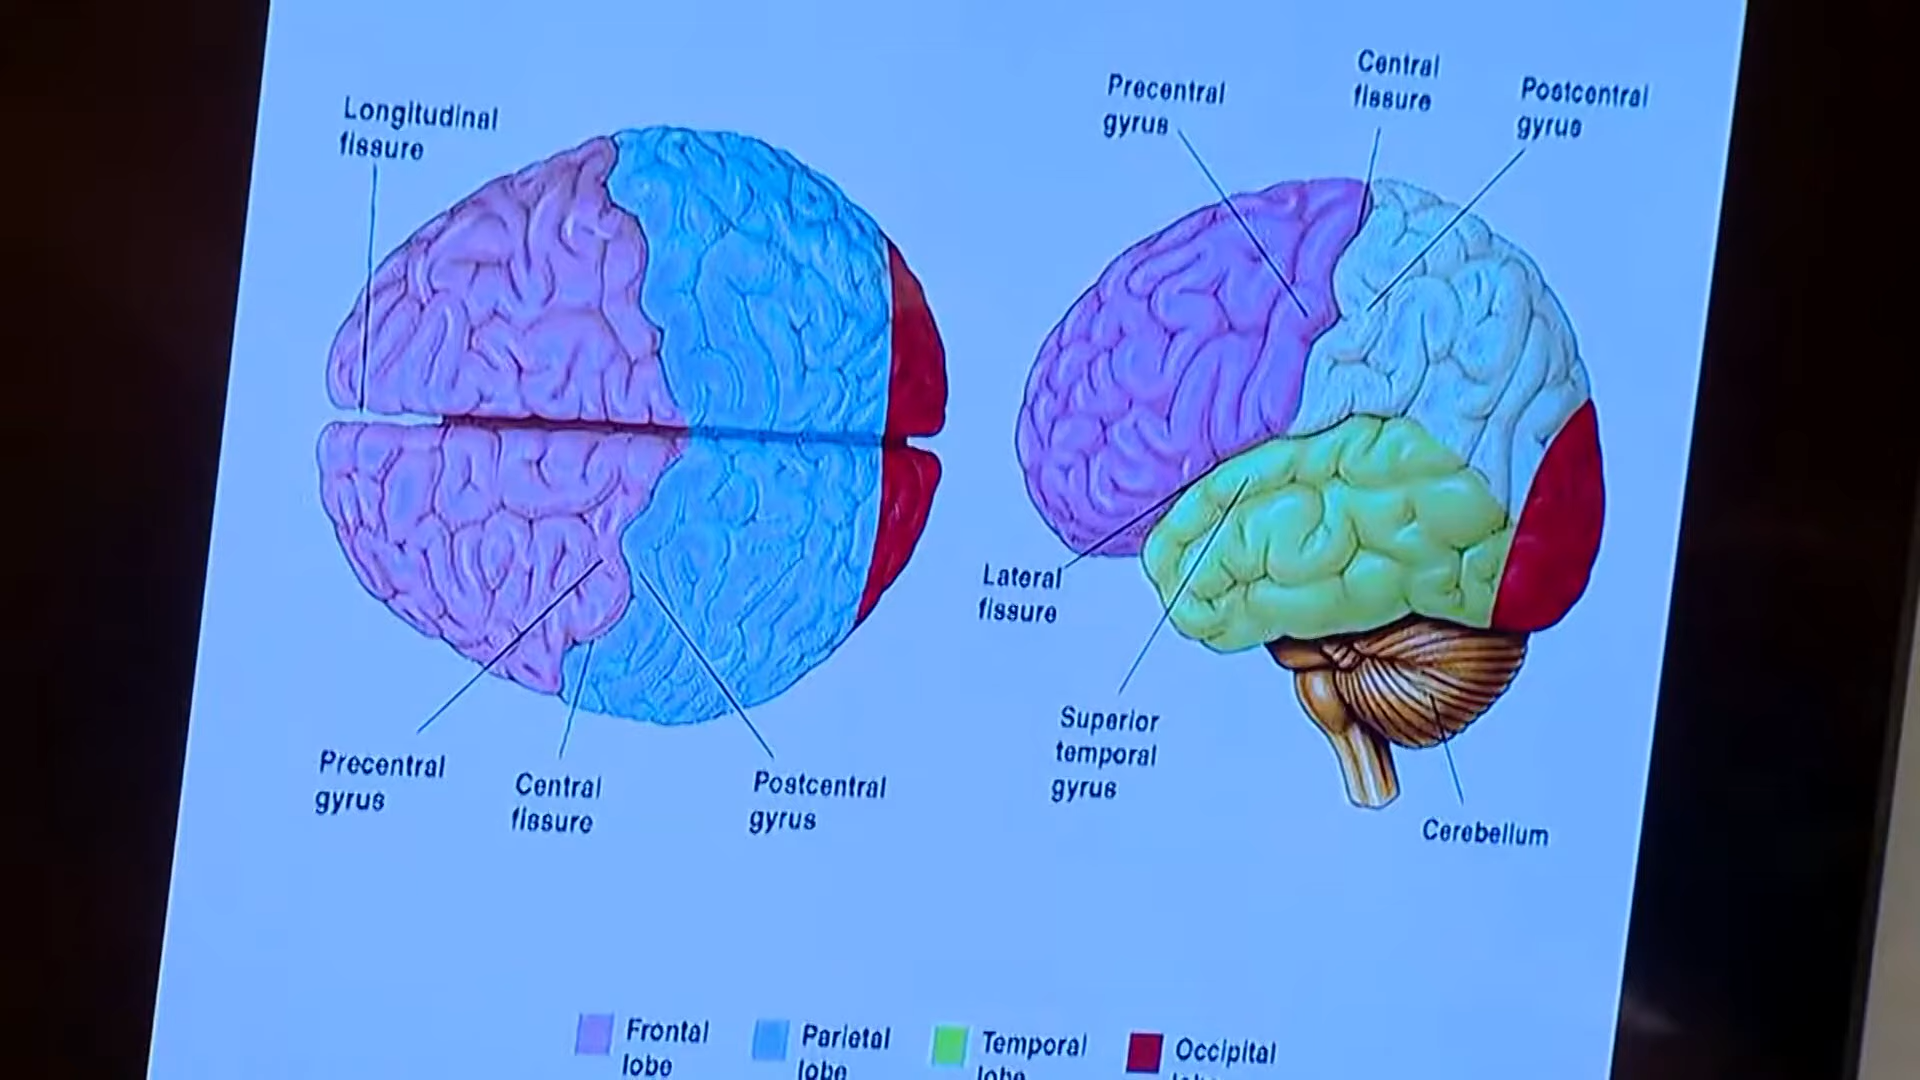 Longitudinal
fissure
Precentral
gyrus
Central
fissure
Postcentral
gyrus
Precentral
gyrus
Central
fissure
Postcentral
gyrus
Lateral
fissure
Superior
temporal
gyrus
Cerebellum
Frontal
lobe
Parietal
lobe
Temporal
lobe
Occipital